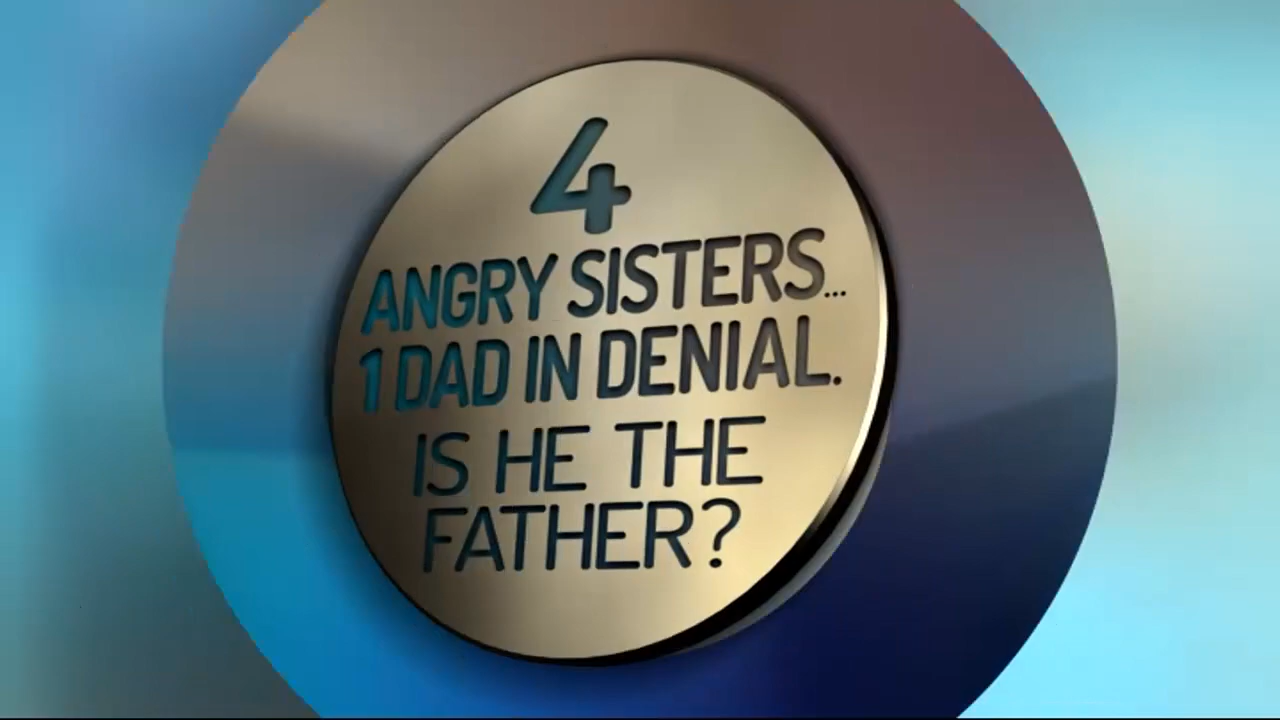 4
ANGRY SISTERS...
1 DAD IN DENIAL.
IS HE THE
FATHER?